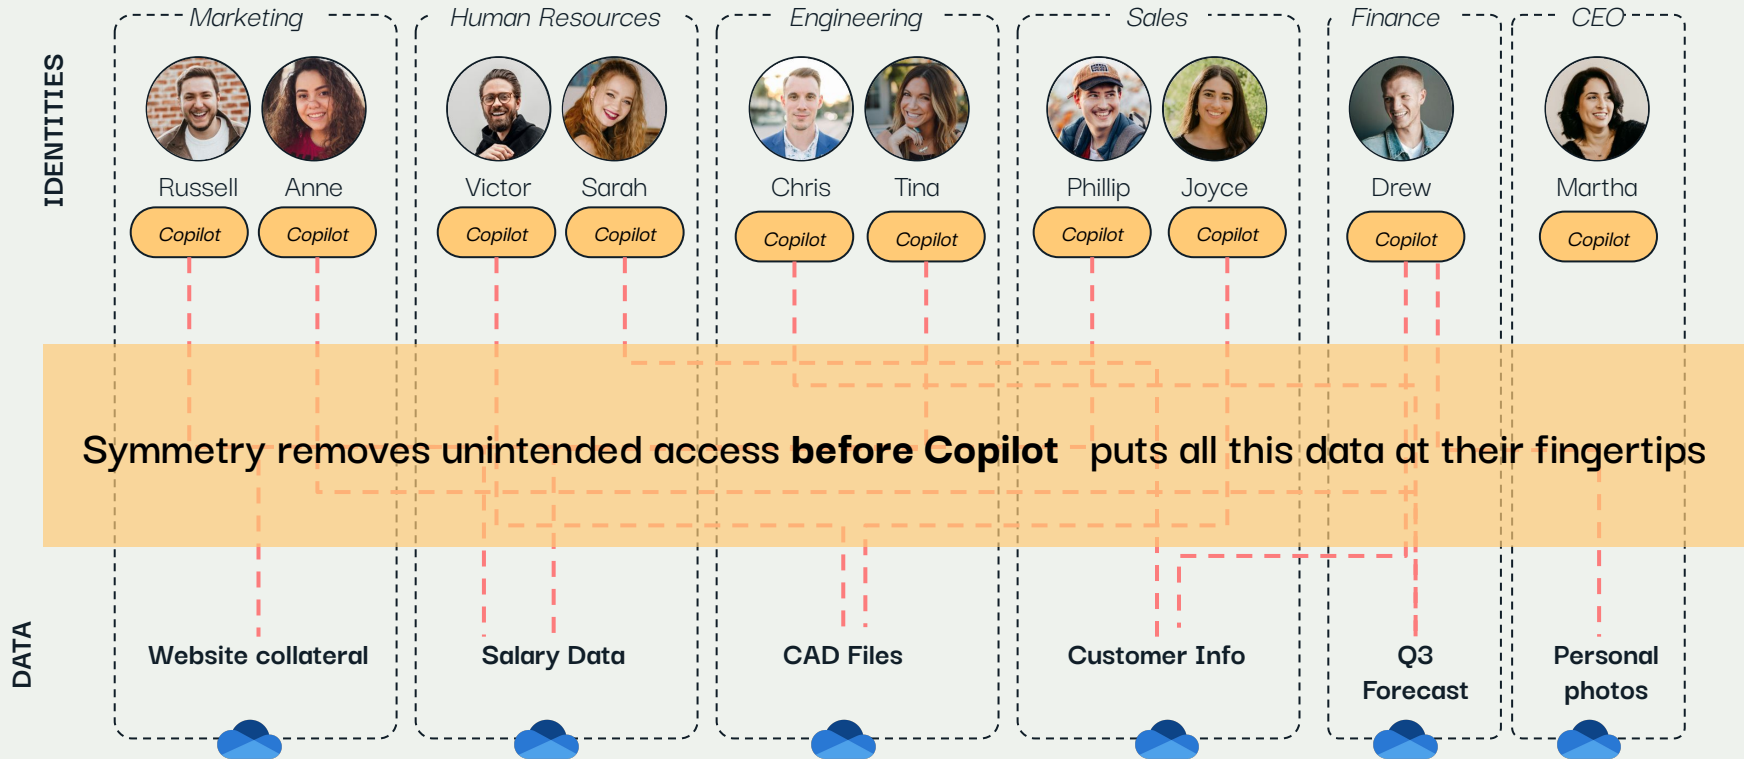 Marketing Human Resources Engineering Sales Finance CEO
IDENTITIES
Russell Anne Victor Sarah Chris Tina Phillip Joyce Drew Martha
Copilot Copilot Copilot Copilot Copilot Copilot Copilot Copilot Copilot Copilot
Symmetry removes unintended access before Copilot puts all this data at their fingertips
DATA
Website collateral Salary Data CAD Files Customer Info Q3 Personal
Forecast photos